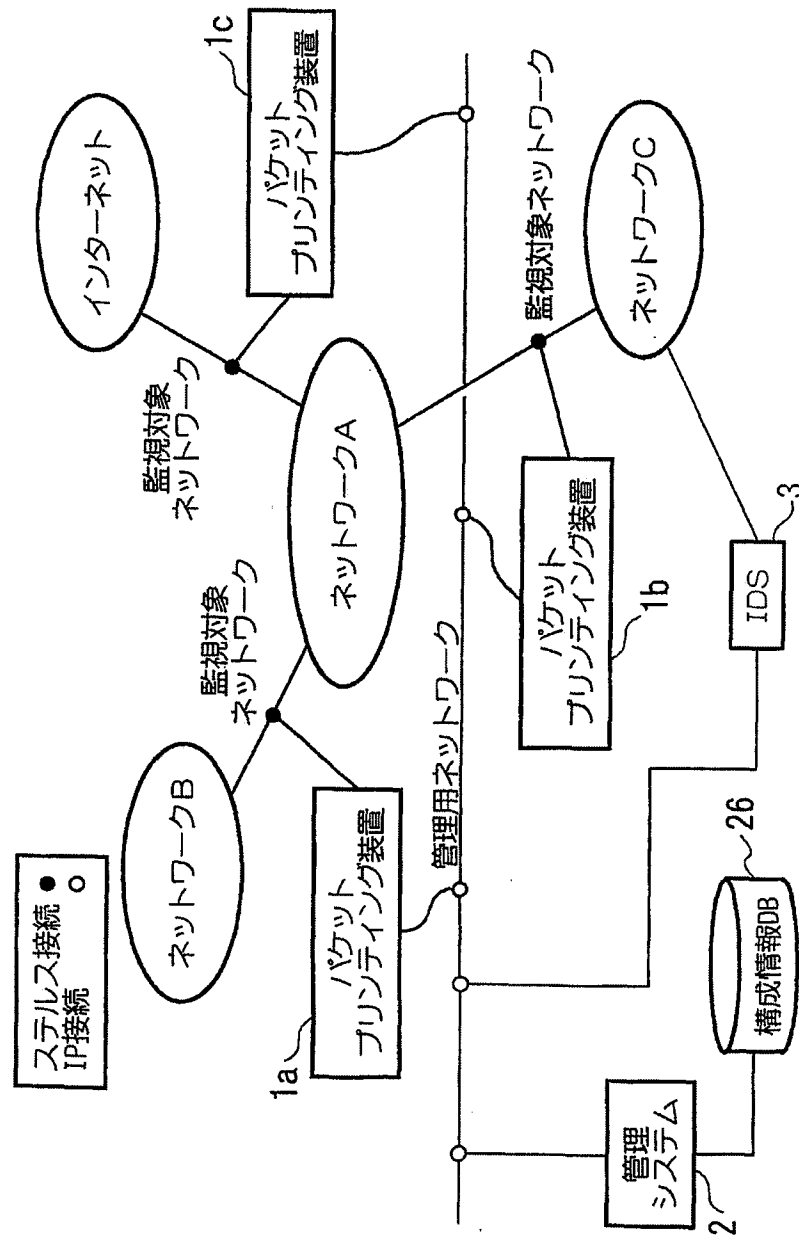 ステルス接続 ●
IP接続 ○
ネットワークB
監視対象
ネットワーク
監視対象
ネットワーク
インターネット
1c
パケット
プリンティング装置
ネットワークA
1a
パケット
プリンティング装置
管理用ネットワーク
監視対象ネットワーク
パケット
プリンティング装置
1b
ネットワークC
管理
システム
2
構成情報DB
26
IDS
3